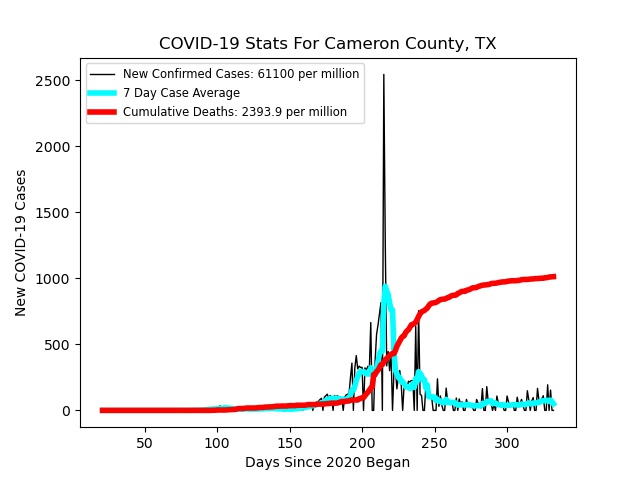 COVID-19 Stats For Cameron County, TX
New Confirmed Cases: 61100 per million
7 Day Case Average
Cumulative Deaths: 2393.9 per million
New COVID-19 Cases
2500
2000
1500
1000
500
0
50 100 150 200 250 300
Days Since 2020 Began